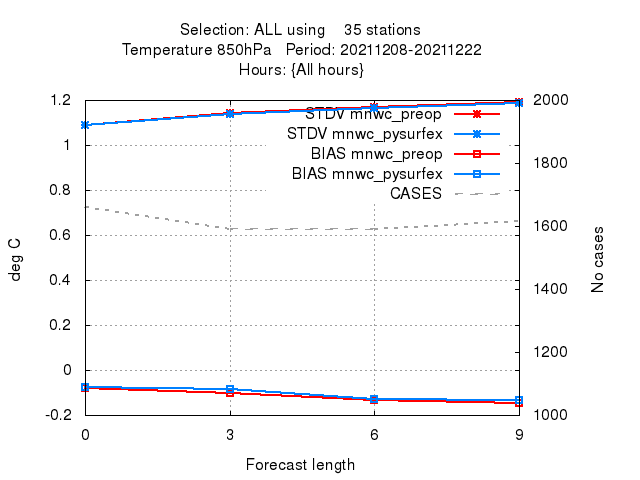 Selection: ALL using 35 stations
Temperature 850hPa Period: 20211208-20211222
Hours: {All hours}
1.2
1
0.8
0.6
0.4
0.2
0
-0.2
deg C
2000
1800
1600
1400
1200
1000
No cases
STDV mnwc_preop
STDV mnwc_pysurfex
BIAS mnwc_preop
BIAS mnwc_pysurfex
CASES
0 3 6 9
Forecast length